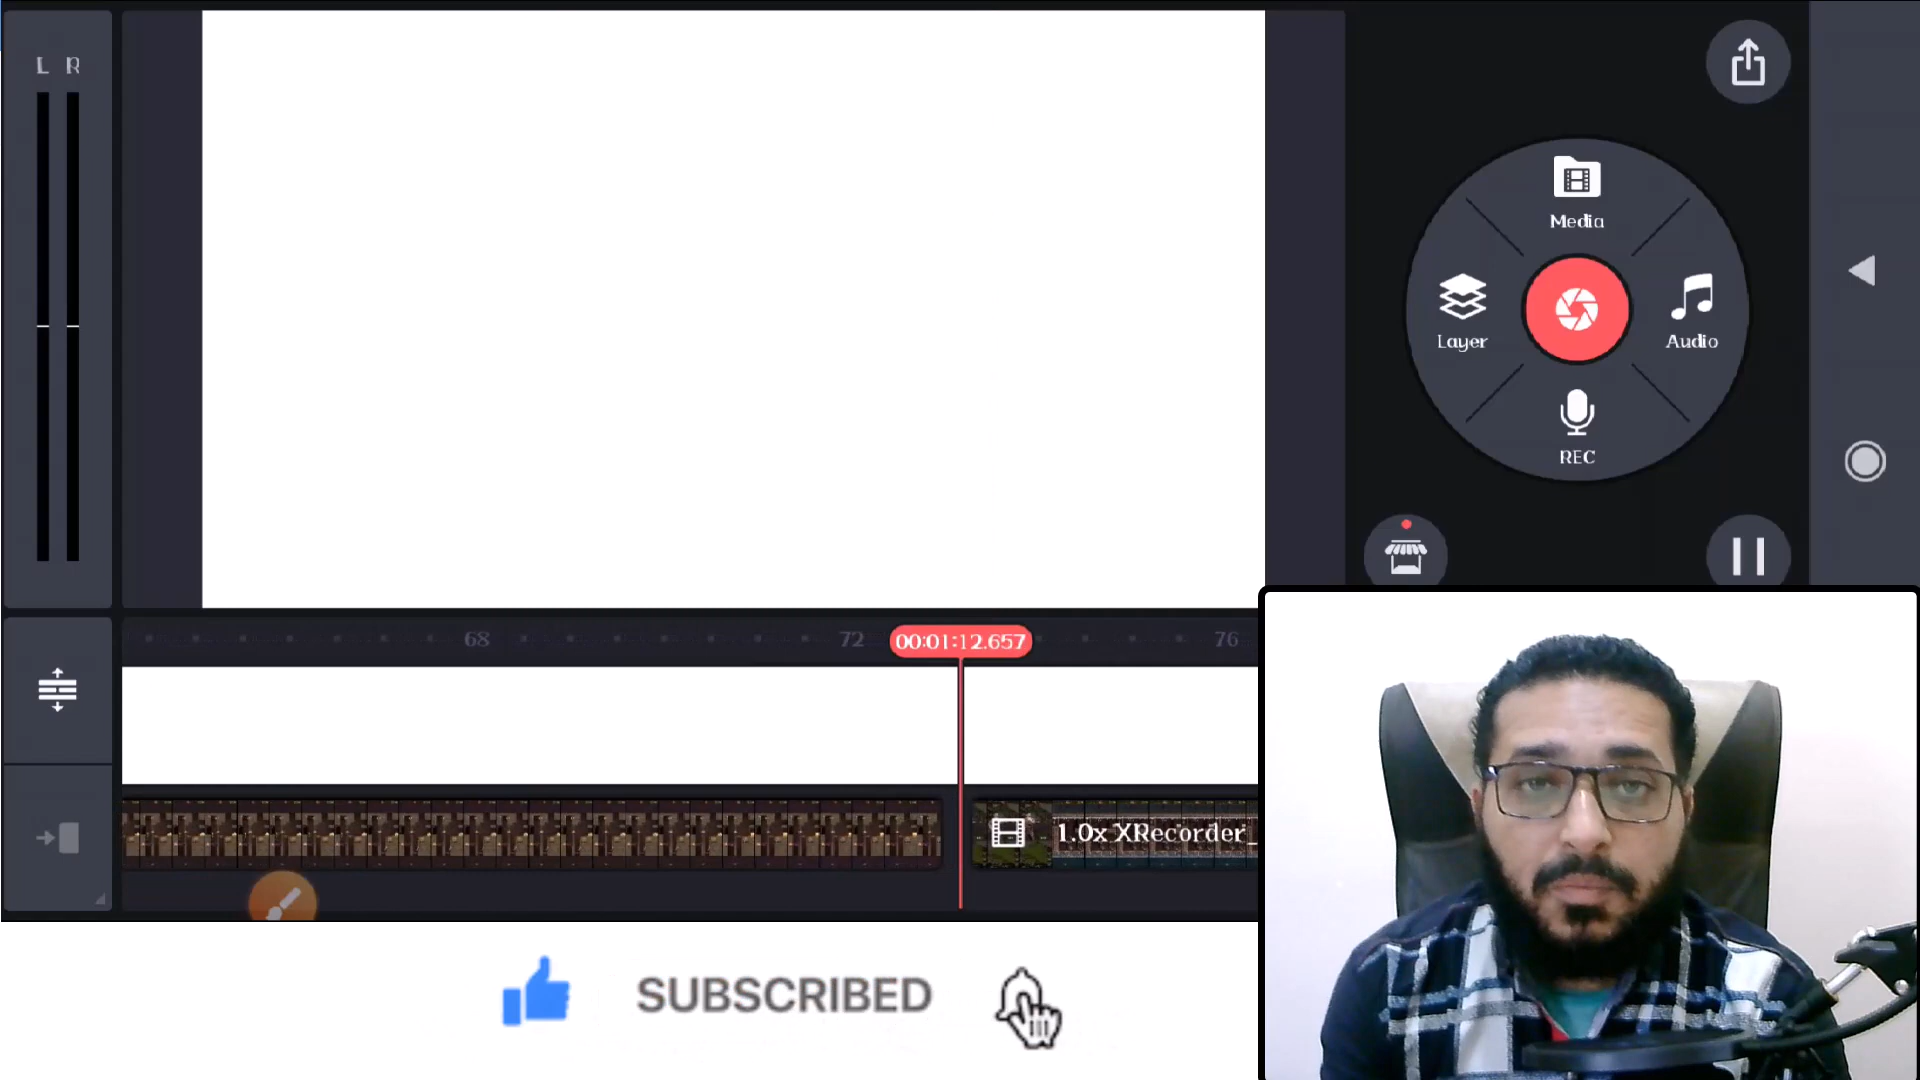 L R
Media
Layer
Audio
REC
68
72
00:01:12.657
76
1.0x XRecorder_
SUBSCRIBED